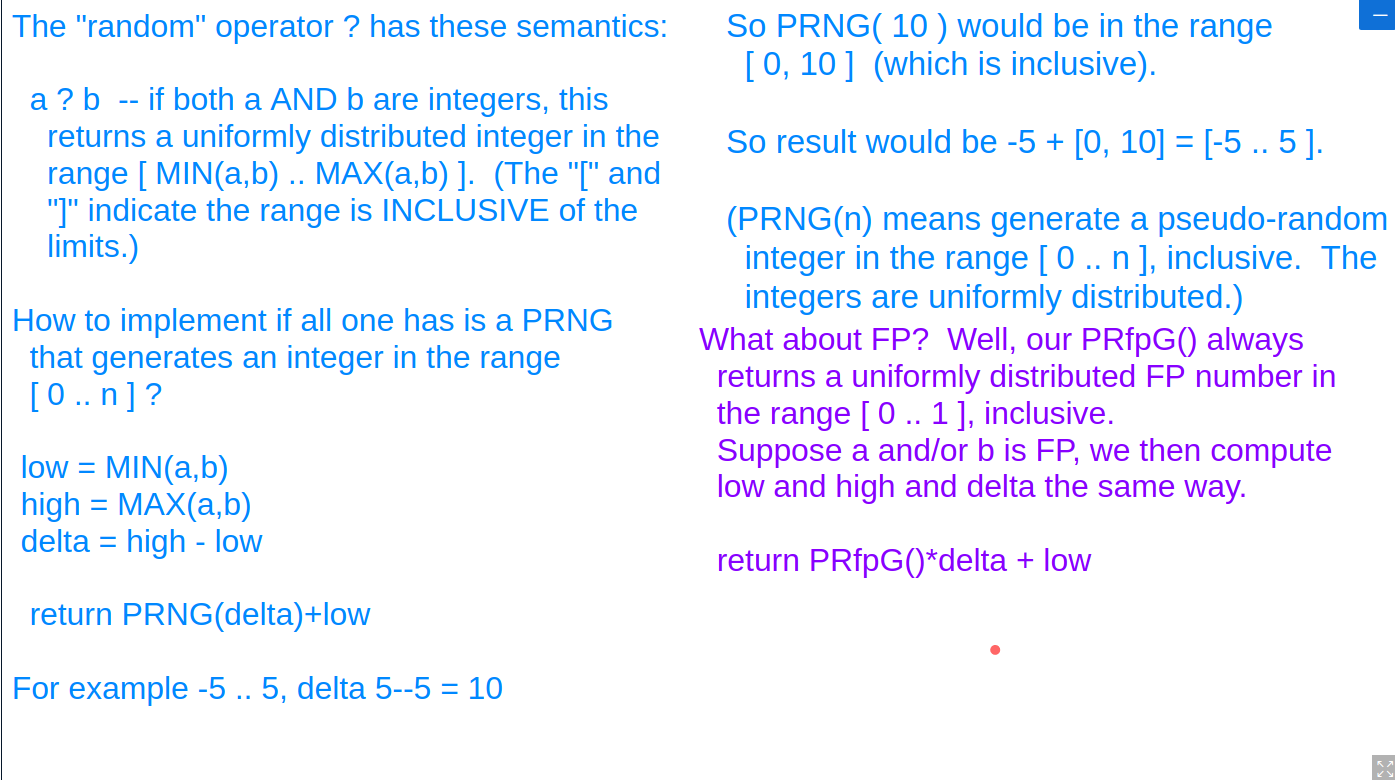 The "random" operator ? has these semantics:
a ? b  -- if both a AND b are integers, this
returns a uniformly distributed integer in the
range [ MIN(a,b) .. MAX(a,b) ].  (The "[" and
"]" indicate the range is INCLUSIVE of the
limits.)
How to implement if all one has is a PRNG
that generates an integer in the range
[ 0 .. n ] ?
low = MIN(a,b)
high = MAX(a,b)
delta = high - low
return PRNG(delta)+low
For example -5 .. 5, delta 5--5 = 10
So PRNG( 10 ) would be in the range
[ 0, 10 ]  (which is inclusive).
So result would be -5 + [0, 10] = [-5 .. 5 ].
(PRNG(n) means generate a pseudo-random
integer in the range [ 0 .. n ], inclusive.  The
integers are uniformly distributed.)
What about FP?  Well, our PRfpG() always
returns a uniformly distributed FP number in
the range [ 0 .. 1 ], inclusive.
Suppose a and/or b is FP, we then compute
low and high and delta the same way.
return PRfpG()*delta + low